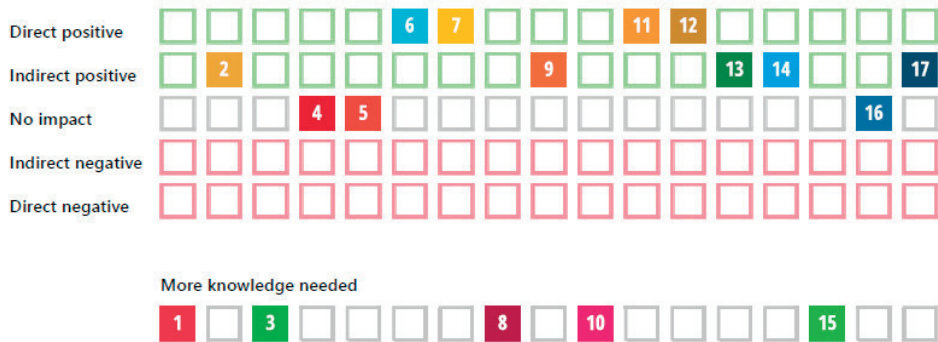 Direct positive 6 7 11 12
Indirect positive 2 9 13 14 17
No impact 4 5 16
Indirect negative
Direct negative
More knowledge needed
1 3 8 10 15